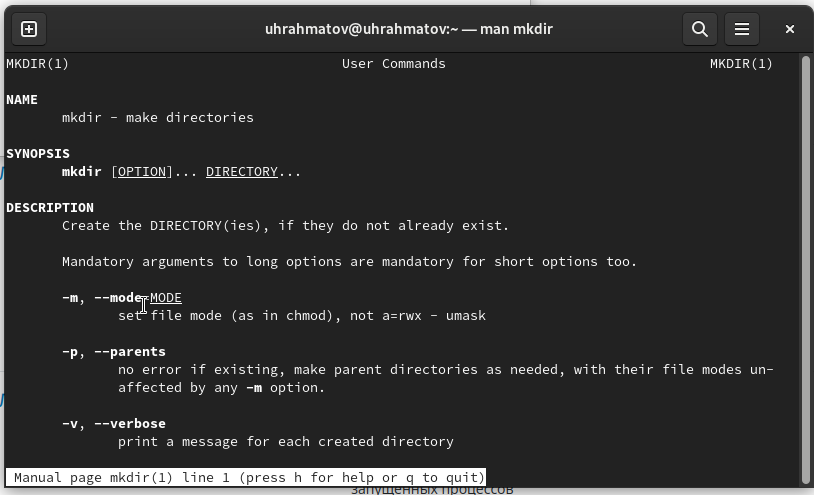 uhrahmatov@uhrahmatov:~ — man mkdir
MKDIR(1) User Commands MKDIR(1)
NAME
mkdir - make directories
SYNOPSIS
mkdir [OPTION]... DIRECTORY...
DESCRIPTION
Create the DIRECTORY(ies), if they do not already exist.
Mandatory arguments to long options are mandatory for short options too.
-m, --mode=MODE
set file mode (as in chmod), not a=rwx - umask
-p, --parents
no error if existing, make parent directories as needed, with their file modes un-
affected by any -m option.
-v, --verbose
print a message for each created directory
Manual page mkdir(1) line 1 (press h for help or q to quit)
запущенных процессов